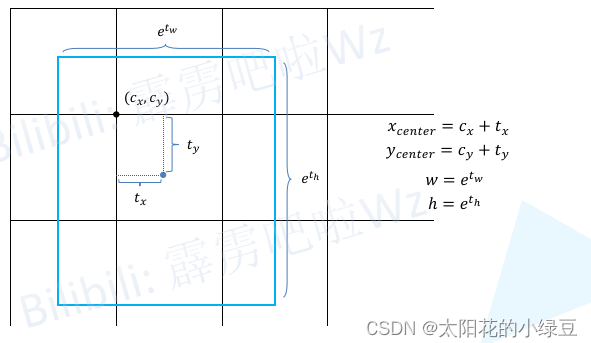 e^{t_w}
(c_x, c_y)
t_y
t_x
e^{t_h}
x_{center} = c_x + t_x
y_{center} = c_y + t_y
w = e^{t_w}
h = e^{t_h}
Bilibili: 霹雳吧啦Wz
Bilibili: 霹雳吧啦Wz
CSDN @太阳花的小绿豆